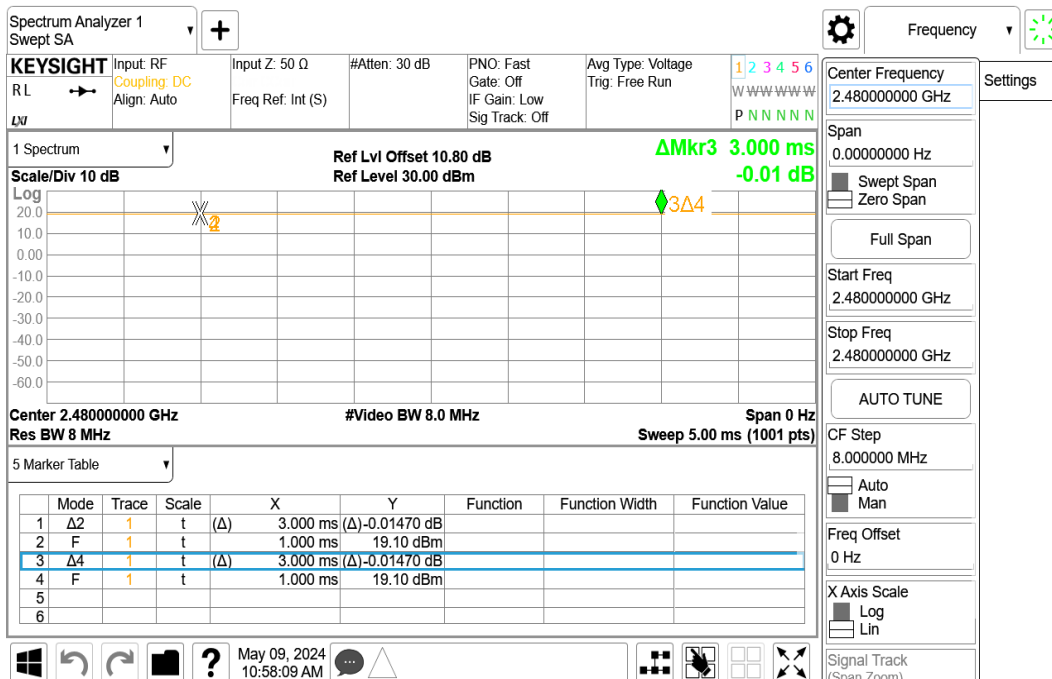 Spectrum Analyzer 1
Swept SA
Frequency
KEYSIGHT
R L
LXI
Input: RF
Coupling: DC
Align: Auto
Input Z: 50 Ω
Freq Ref: Int (S)
#Atten: 30 dB
PNO: Fast
Gate: Off
IF Gain: Low
Sig Track: Off
Avg Type: Voltage
Trig: Free Run
1 2 3 4 5 6
W W W W W W
P N N N N N
1 Spectrum
Scale/Div 10 dB
Ref Lvl Offset 10.80 dB
Ref Level 30.00 dBm
ΔMkr3 3.000 ms
-0.01 dB
Log
20.0
10.0
0.00
-10.0
-20.0
-30.0
-40.0
-50.0
-60.0
3Δ4
Center 2.480000000 GHz
#Video BW 8.0 MHz
Span 0 Hz
Res BW 8 MHz
Sweep 5.00 ms (1001 pts)
5 Marker Table
Mode Trace Scale X Y Function Function Width Function Value
1 Δ2 1 t (Δ) 3.000 ms (Δ) -0.01470 dB
2 F 1 t 1.000 ms 19.10 dBm
3 Δ4 1 t (Δ) 3.000 ms (Δ) -0.01470 dB
4 F 1 t 1.000 ms 19.10 dBm
5
6
May 09, 2024
10:58:09 AM
Center Frequency
2.480000000 GHz
Settings
Span
0.00000000 Hz
Swept Span
Zero Span
Full Span
Start Freq
2.480000000 GHz
Stop Freq
2.480000000 GHz
AUTO TUNE
CF Step
8.000000 MHz
Auto
Man
Freq Offset
0 Hz
X Axis Scale
Log
Lin
Signal Track
(Span Zoom)